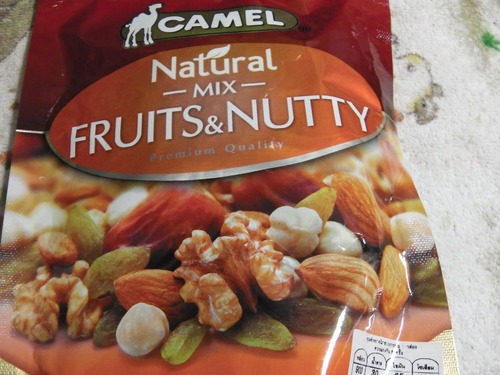 CAMEL
Natural
MIX
FRUITS&NUTTY
Premium Quality